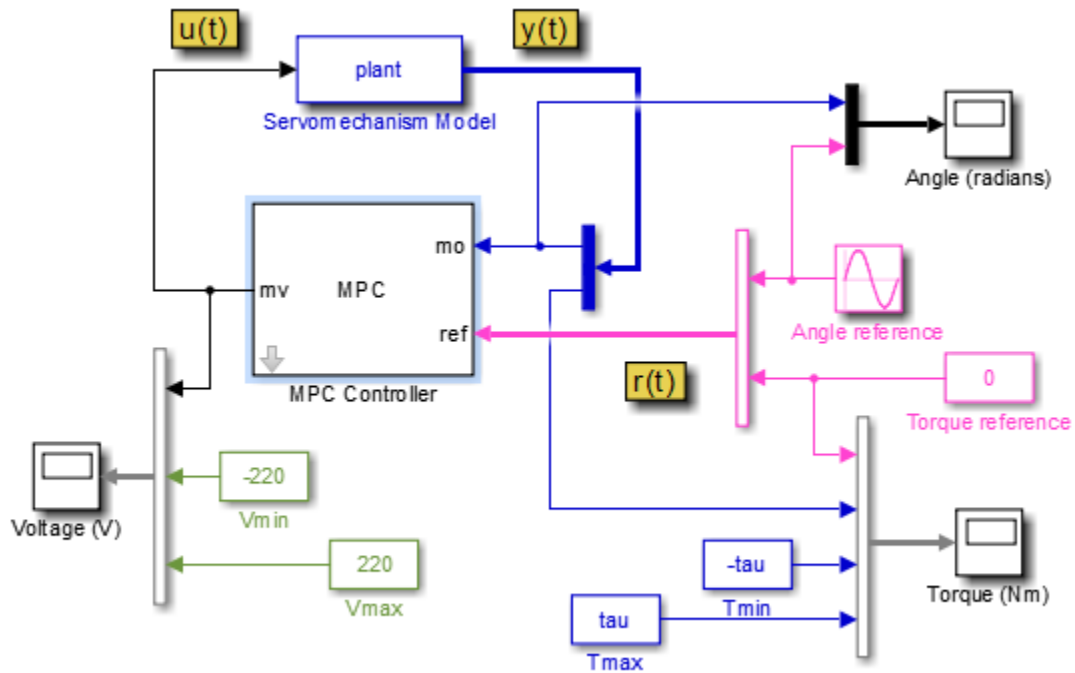 u(t)
y(t)
plant
Servomechanism Model
Angle (radians)
mo
mv
MPC
ref
Angle reference
MPC Controller
r(t)
0
Torque reference
-220
Vmin
Voltage (V)
220
Vmax
-tau
Tmin
Torque (Nm)
tau
Tmax